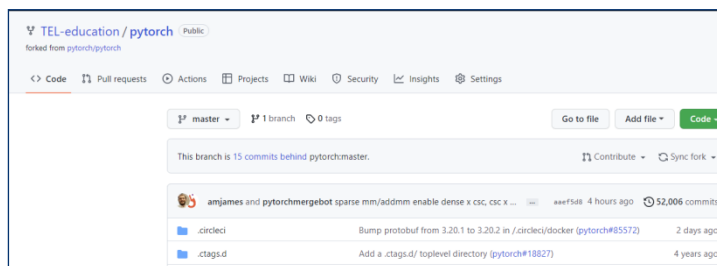 TEL-education / pytorch Public
forked from pytorch/pytorch
<> Code Pull requests Actions Projects Wiki Security Insights Settings
master 1 branch 0 tags Go to file Add file Code
This branch is 15 commits behind pytorch:master. Contribute Sync fork
amjames and pytorchmergebot sparse mm/addmm enable dense x csc, csc x ... ... aaef5d8 4 hours ago 52,006 commits
.circleci Bump protobuf from 3.20.1 to 3.20.2 in /.circleci/docker (pytorch#85572) 2 days ago
.ctags.d Add a .ctags.d/ toplevel directory (pytorch#18827) 4 years ago